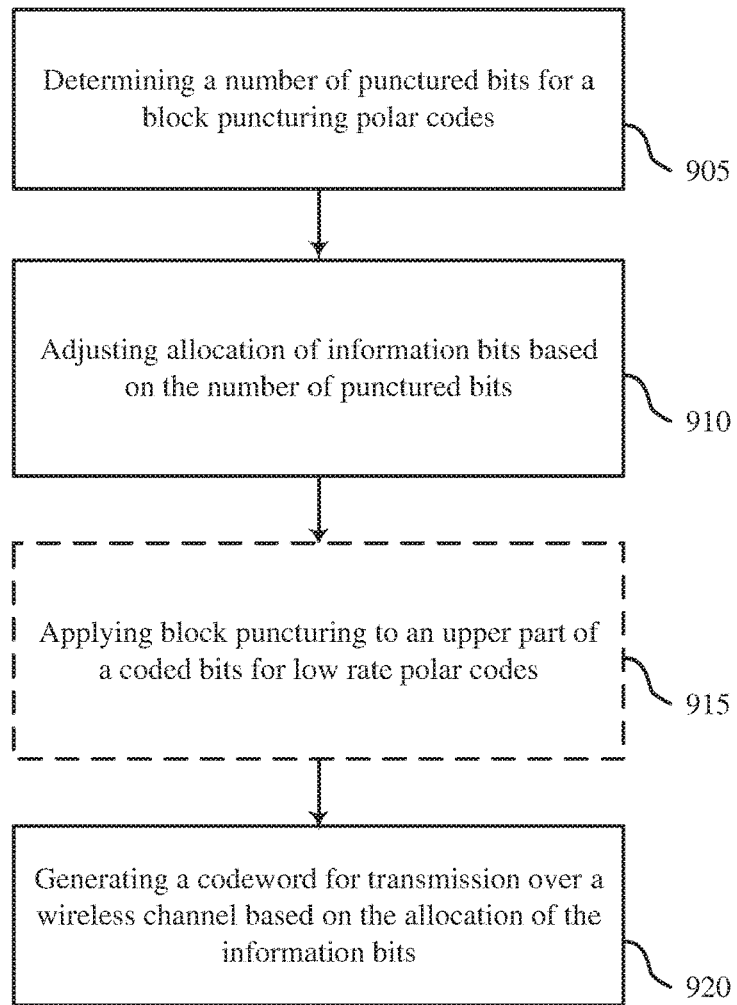 Determining a number of punctured bits for a
block puncturing polar codes
905
Adjusting allocation of information bits based
on the number of punctured bits
910
Applying block puncturing to an upper part of
a coded bits for low rate polar codes
915
Generating a codeword for transmission over a
wireless channel based on the allocation of the
information bits
920